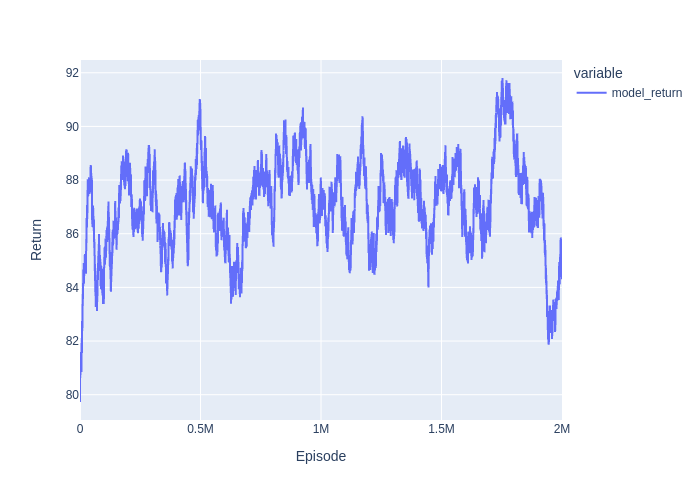 variable
model_return
92
90
88
86
84
82
80
Return
0
0.5M
1M
1.5M
2M
Episode